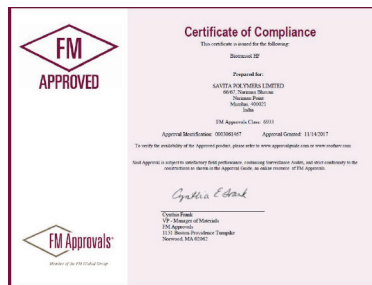 FM
APPROVED
Certificate of Compliance
This certificate is issued for the following:
Biotransol HF
Prepared for:
SAVITA POLYMERS LIMITED
66/67, Nariman Bhavan
Nariman Point
Mumbai, 400021
India
FM Approvals Class: 6933
Approval Identification: 0003061467 Approval Granted: 11/14/2017
To verify the availability of the Approved product, please refer to www.approvalguide.com or www.roofnav.com
Said Approval is subject to satisfactory field performance, continuing Surveillance Audits, and strict conformity to the
constructions as shown in the Approval Guide, an online resource of FM Approvals.
Cynthia E Frank
Cynthia Frank
VP - Manager of Materials
FM Approvals
1151 Boston-Providence Turnpike
Norwood, MA 02062
FM Approvals
Member of the FM Global Group